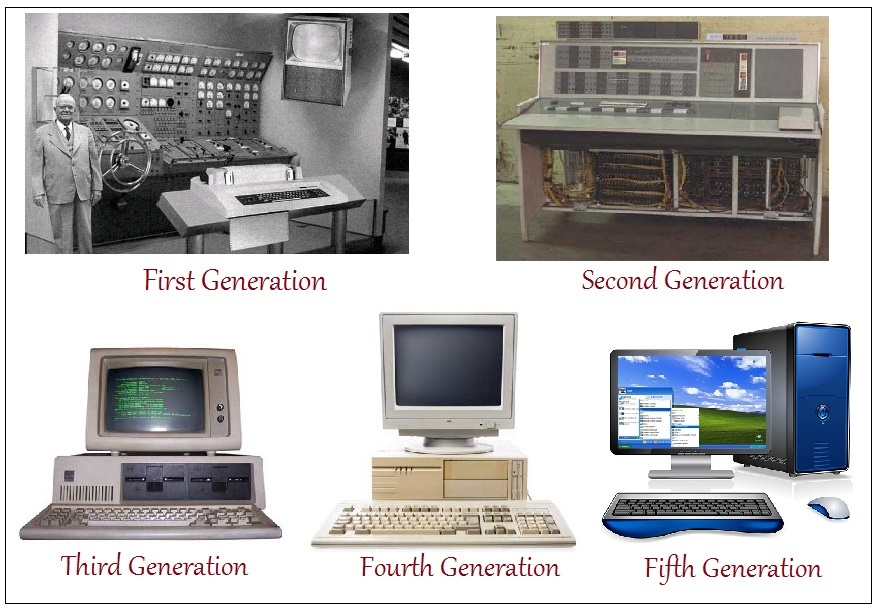 First Generation
Second Generation
Third Generation
Fourth Generation
Fifth Generation